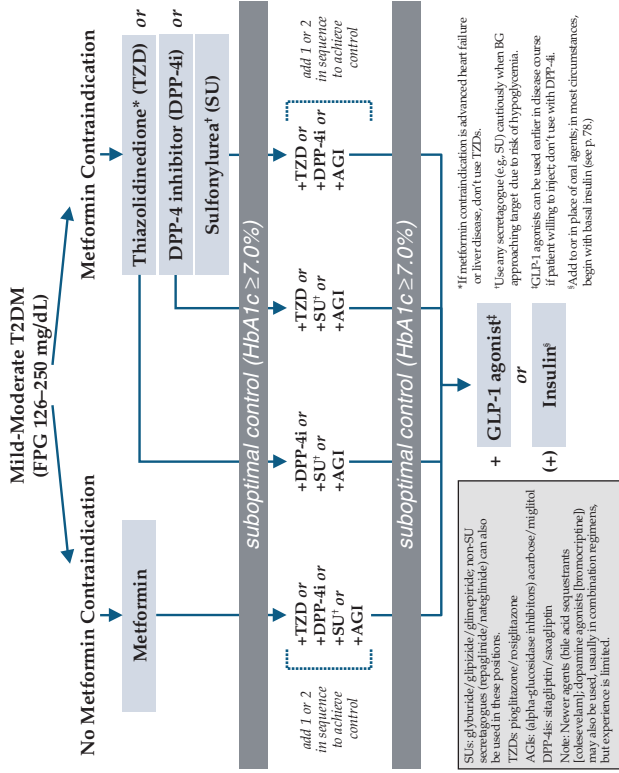 Mild-Moderate T2DM
(FPG 126–250 mg/dL)
No Metformin Contraindication
Metformin Contraindication
Metformin
Thiazolidinedione* (TZD) or
DPP-4 inhibitor (DPP-4i) or
Sulfonylurea† (SU)
suboptimal control (HbA1c ≥ 7.0%)
add 1 or 2
in sequence
to achieve
control
+TZD or
+DPP-4i or
+SU† or
+AGI
+DPP-4i or
+SU† or
+AGI
+TZD or
+SU† or
+AGI
+TZD or
+DPP-4i or
+AGI
add 1 or 2
in sequence
to achieve
control
suboptimal control (HbA1c ≥ 7.0%)
+ GLP-1 agonist‡
or
(+) Insulin§
SUs: glyburide/glipizide/glimepiride; non-SU
secretagogues (repaglinide/nateglinide) can also
be used in these positions.
TZDs: pioglitazone/rosiglitazone
AGIs: (alpha-glucosidase inhibitors) acarbose/miglitol
DPP-4is: sitagliptin/saxagliptin
Note: Newer agents (bile acid sequestrants
[colesevelam]; dopamine agonists [bromocriptine])
may also be used, usually in combination regimens,
but experience is limited.
*If metformin contraindication is advanced heart failure
or liver disease, don't use TZDs.
†Use any secretagogue (e.g., SU) cautiously when BG
approaching target due to risk of hypoglycemia.
‡GLP-1 agonists can be used earlier in disease course
if patient willing to inject; don't use with DPP-4i.
§Add to or in place of oral agents; in most circumstances,
begin with basal insulin (see p. 78.)